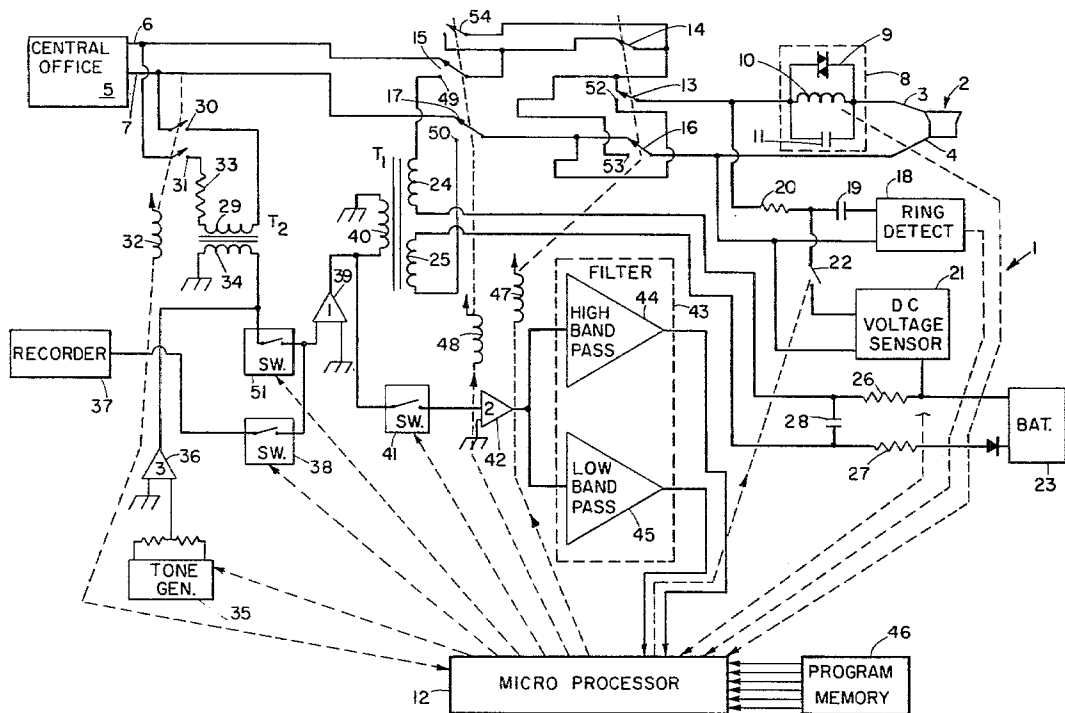 CENTRAL
OFFICE
5
6
7
30
31
33
32
29
T2
34
RECORDER
37
51
SW.
38
SW.
36
3
TONE
GEN.
35
54
15
14
49
17
50
13
52
16
53
T1
24
40
25
39
1
48
47
41
SW.
42
2
FILTER
43
HIGH
BAND
PASS
44
LOW
BAND
PASS
45
9
10
8
11
3
2
4
20
19
18
RING
DETECT
22
21
DC
VOLTAGE
SENSOR
1
26
28
27
BAT.
23
12
MICRO PROCESSOR
46
PROGRAM
MEMORY